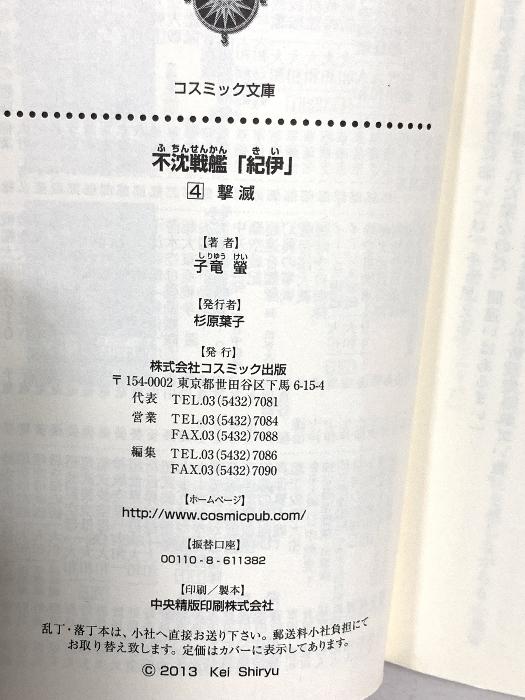 S
コスミック文庫
ふちんせんかん きい
不沈戦艦「紀伊」
4 撃滅
【著者】
しりゅう けい
子竜 螢
【発行者】
杉原葉子
【発行】
株式会社コスミック出版
〒154-0002 東京都世田谷区下馬 6-15-4
代表 TEL.03(5432)7081
営業 TEL.03(5432)7084
FAX.03(5432)7088
編集 TEL.03(5432)7086
FAX.03(5432)7090
【ホームページ】
http://www.cosmicpub.com/
【振替口座】
00110-8-611382
【印刷/製本】
中央精版印刷株式会社
乱丁・落丁本は、小社へ直接お送り下さい。郵送料小社負担にて
お取り替え致します。定価はカバーに表示してあります。
© 2013 Kei Shiryu